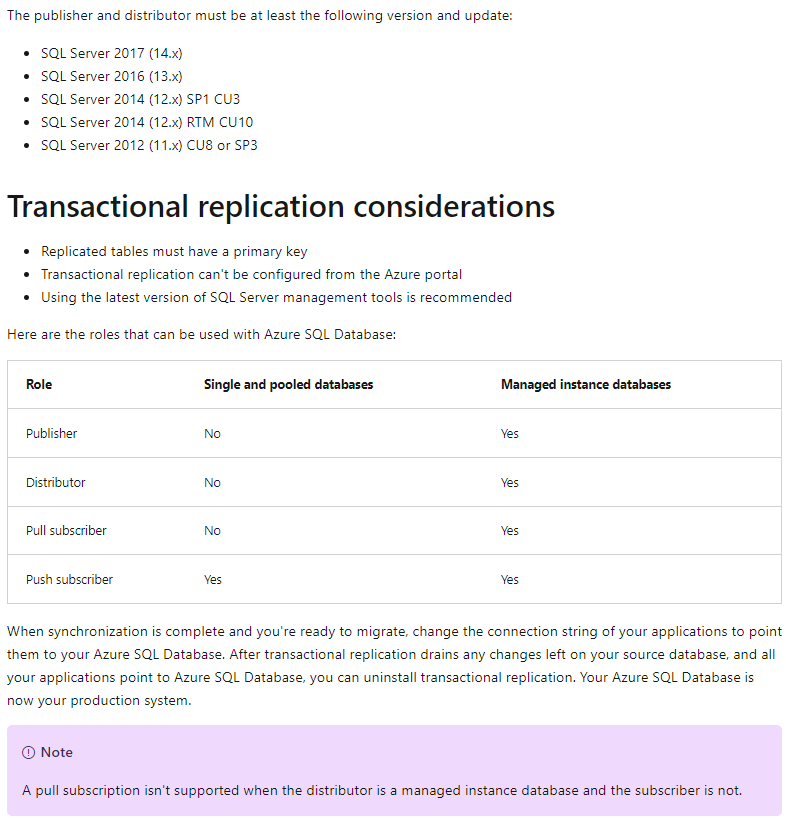 The publisher and distributor must be at least the following version and update:
• SQL Server 2017 (14.x)
• SQL Server 2016 (13.x)
• SQL Server 2014 (12.x) SP1 CU3
• SQL Server 2014 (12.x) RTM CU10
• SQL Server 2012 (11.x) CU8 or SP3
Transactional replication considerations
• Replicated tables must have a primary key
• Transactional replication can't be configured from the Azure portal
• Using the latest version of SQL Server management tools is recommended
Here are the roles that can be used with Azure SQL Database:
Role Single and pooled databases Managed instance databases
Publisher No Yes
Distributor No Yes
Pull subscriber No Yes
Push subscriber Yes Yes
When synchronization is complete and you're ready to migrate, change the connection string of your applications to point
them to your Azure SQL Database. After transactional replication drains any changes left on your source database, and all
your applications point to Azure SQL Database, you can uninstall transactional replication. Your Azure SQL Database is
now your production system.
Note
A pull subscription isn't supported when the distributor is a managed instance database and the subscriber is not.